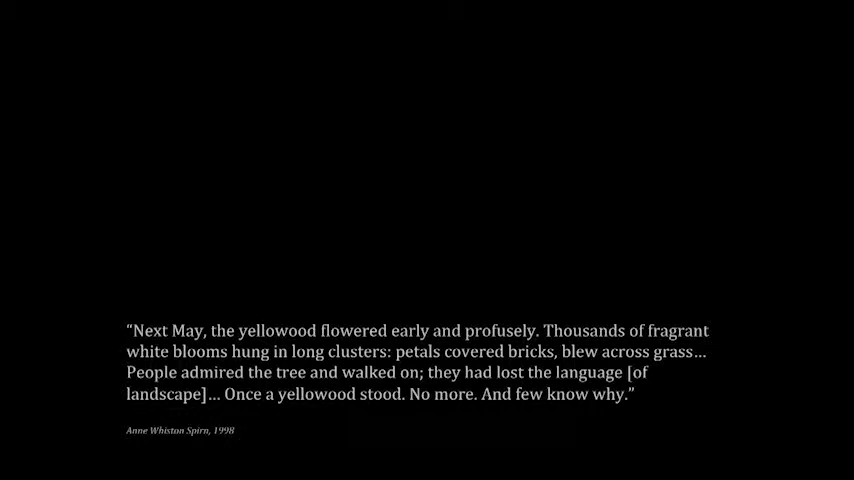 “Next May, the yellowood flowered early and profusely. Thousands of fragrant
white blooms hung in long clusters: petals covered bricks, blew across grass…
People admired the tree and walked on; they had lost the language [of
landscape]… Once a yellowood stood. No more. And few know why.”
Anne Whiston Spirn, 1998